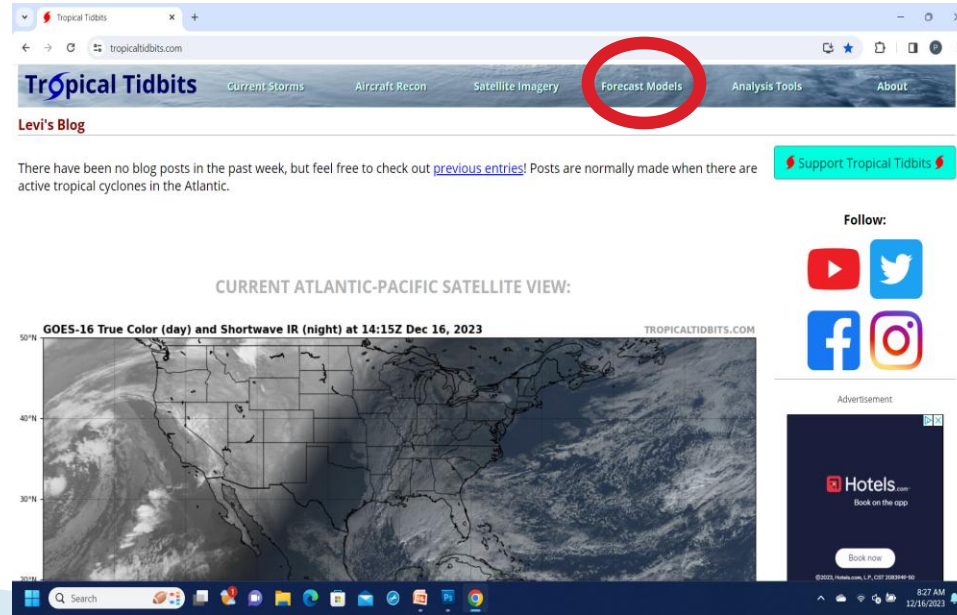 Tropical Tidbits
tropicaltidbits.com
Tropical Tidbits
Current Storms
Aircraft Recon
Satellite Imagery
Forecast Models
Analysis Tools
About
Levi's Blog
There have been no blog posts in the past week, but feel free to check out previous entries! Posts are normally made when there are
active tropical cyclones in the Atlantic.
Support Tropical Tidbits
Follow:
CURRENT ATLANTIC-PACIFIC SATELLITE VIEW:
GOES-16 True Color (day) and Shortwave IR (night) at 14:15Z Dec 16, 2023
TROPICALTIDBITS.COM
50°N
40°N
30°N
20°N
Advertisement
Hotels.com
Book on the app
Book now
Search
8:27 AM
12/16/2023